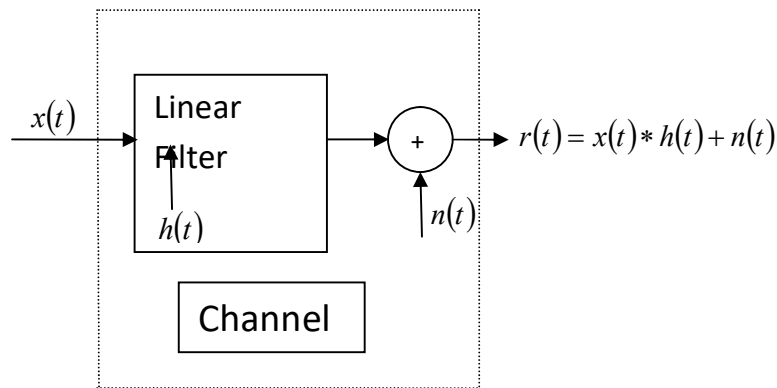 x(t)
Linear
Filter
h(t)
+
n(t)
r(t) = x(t) * h(t) + n(t)
Channel